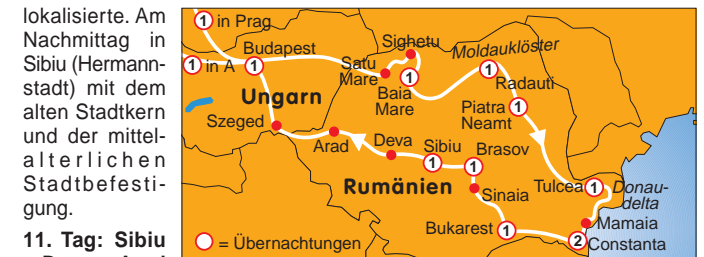 lokalisierte. Am
Nachmittag in
Sibiu (Hermann-
stadt) mit dem
alten Stadtkern
und der mittel-
alterlichen
Stadtbefesti-
gung.
11. Tag: Sibiu
1 in Prag
1 in A
Budapest
1
Sighetu
Satu
Mare
1
Baia
Mare
Moldauklöster
1
Radauti
Piatra
Neamt
1
Ungarn
Szeged
Arad
Deva
Sibiu
1
Brasov
1
Rumänien
Sinaia
Tulcea
1
Donau-
delta
Mamaia
Bukarest
1
2
Constanta
= Übernachtungen